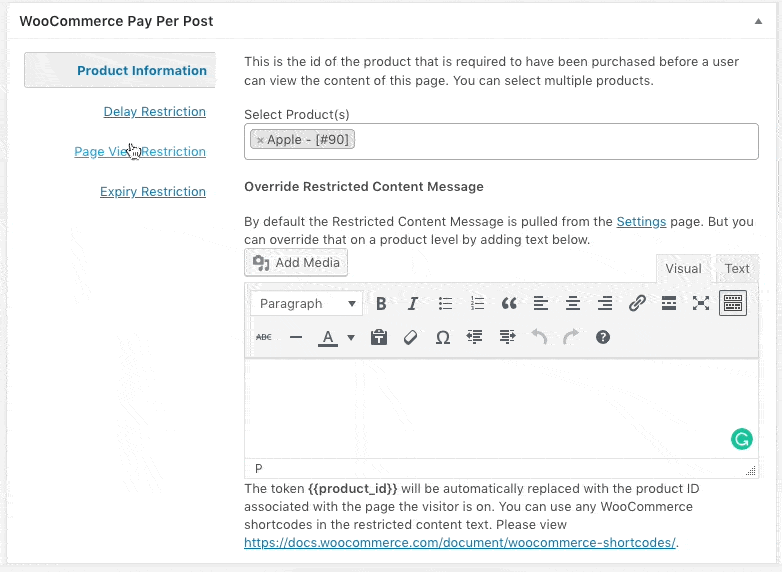 WooCommerce Pay Per Post
Product Information
Delay Restriction
Page View Restriction
Expiry Restriction
This is the id of the product that is required to have been purchased before a user
can view the content of this page. You can select multiple products.
Select Product(s)
× Apple - [#90]
Override Restricted Content Message
By default the Restricted Content Message is pulled from the Settings page. But you
can override that on a product level by adding text below.
Add Media
Visual Text
Paragraph B I
ABC A Ω
P
The token {{product_id}} will be automatically replaced with the product ID
associated with the page the visitor is on. You can use any WooCommerce
shortcodes in the restricted content text. Please view
https://docs.woocommerce.com/document/woocommerce-shortcodes/.